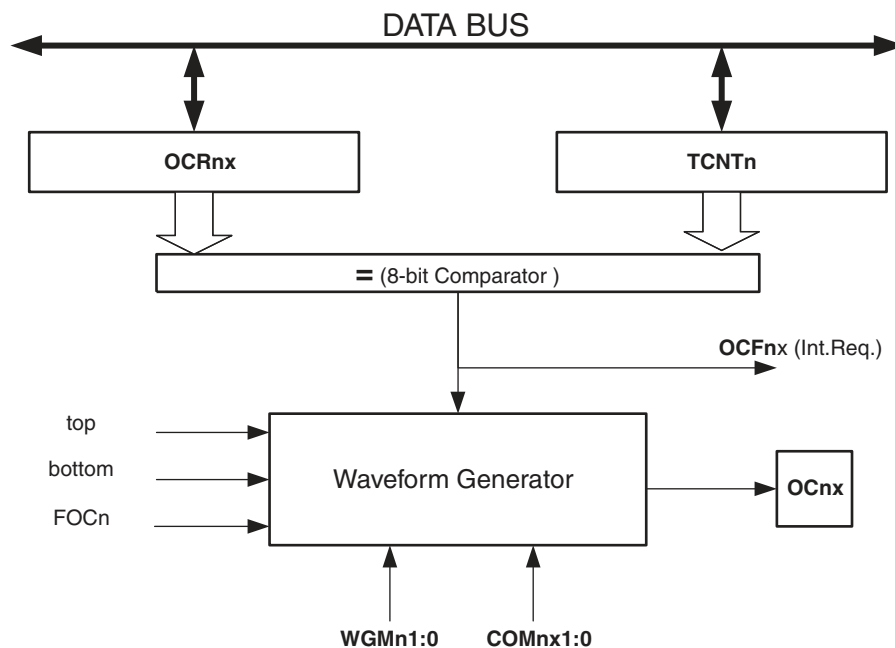 DATA BUS
OCRnx
TCNTn
= (8-bit Comparator )
OCFnx (Int.Req.)
top
bottom
FOCn
Waveform Generator
OCnx
WGMn1:0
COMnx1:0